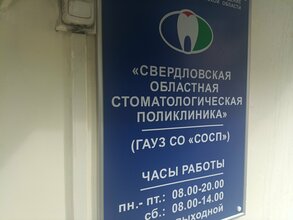 ОБЛАСТИ
«СВЕРДЛОВСКАЯ
ОБЛАСТНАЯ
СТОМАТОЛОГИЧЕСКАЯ
ПОЛИКЛИНИКА»
(ГАУЗ СО «СОСП»)
ЧАСЫ РАБОТЫ
пн.- пт.: 08.00-20.00
сб.: 08.00-14.00